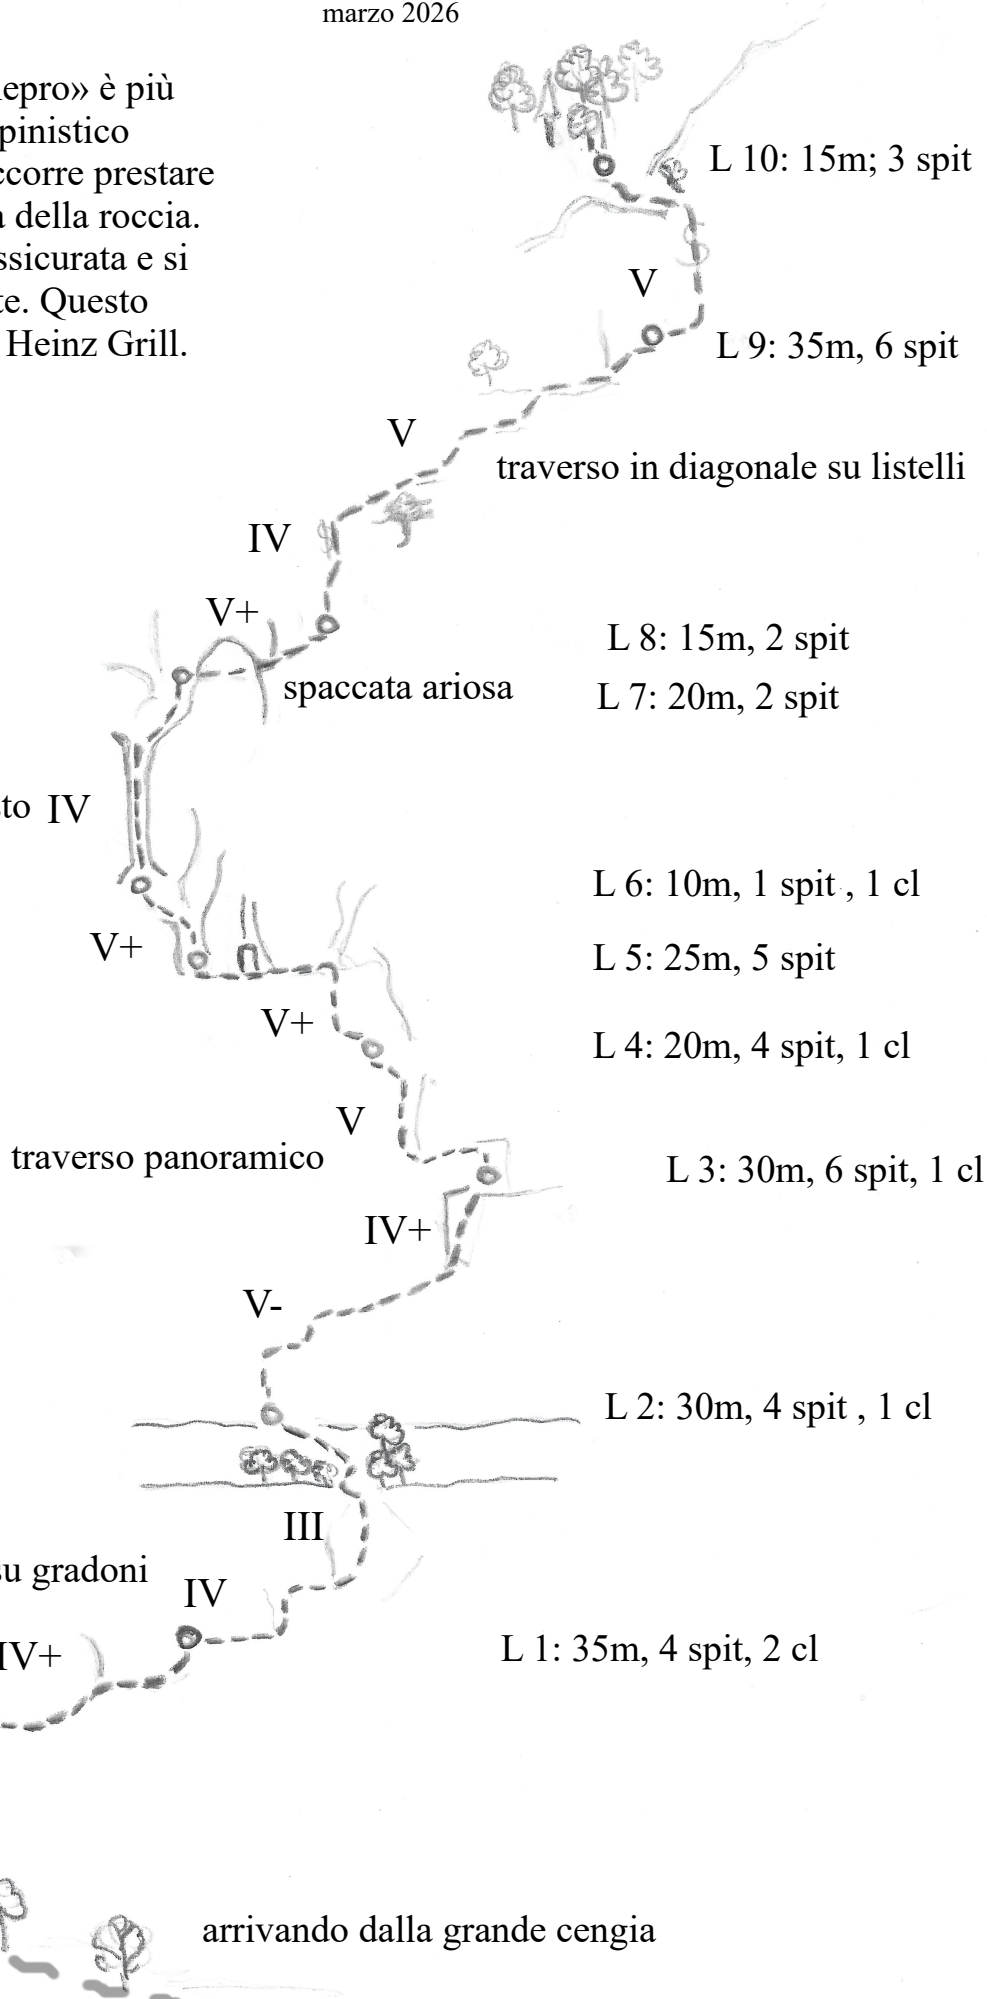 marzo 2026
epro» è più
pinistico
ccorre prestare
a della roccia.
ssicurata e si
te. Questo
Heinz Grill.
L 10: 15m; 3 spit
V
L 9: 35m, 6 spit
V
traverso in diagonale su listelli
IV
V+
L 8: 15m, 2 spit
spaccata ariosa
L 7: 20m, 2 spit
sto IV
L 6: 10m, 1 spit , 1 cl
V+
L 5: 25m, 5 spit
V+
L 4: 20m, 4 spit, 1 cl
V
traverso panoramico
L 3: 30m, 6 spit, 1 cl
IV+
V-
L 2: 30m, 4 spit , 1 cl
III
su gradoni
IV
IV+
L 1: 35m, 4 spit, 2 cl
arrivando dalla grande cengia